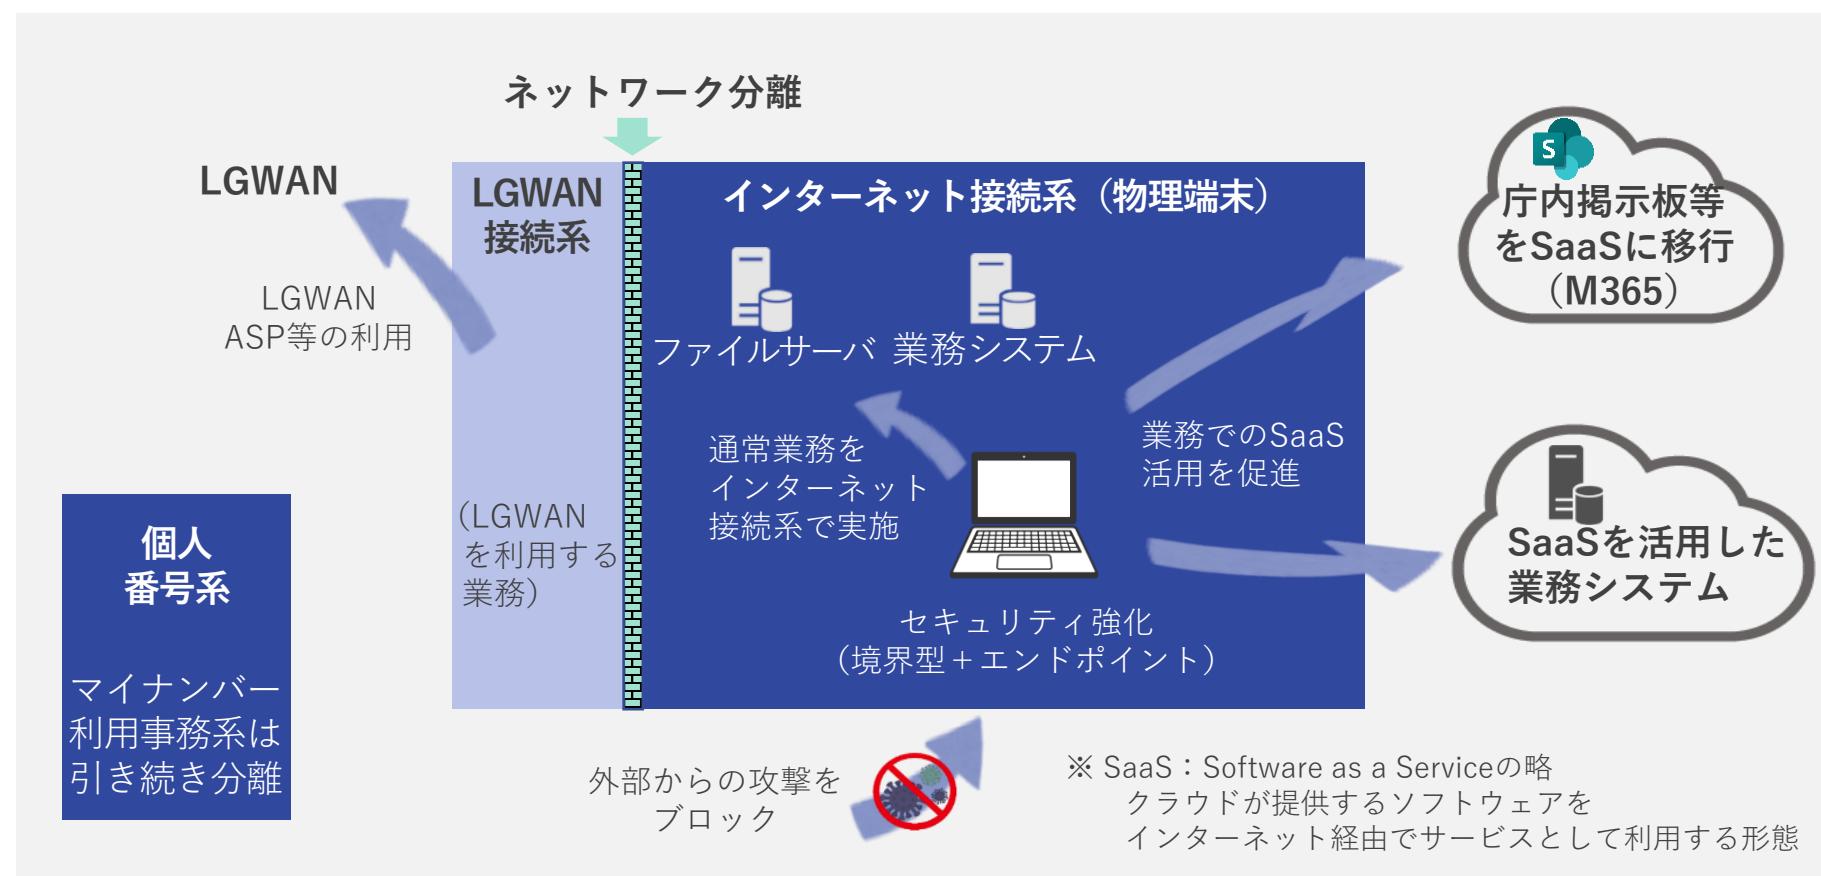 ネットワーク分離
LGWAN
LGWAN
ASP等の利用
LGWAN
接続系
(LGWAN
を利用する
業務)
個人
番号系
マイナンバー
利用事務系は
引き続き分離
インターネット接続系（物理端末）
ファイルサーバ
業務システム
通常業務を
インターネット
接続系で実施
業務でのSaaS
活用を促進
セキュリティ強化
（境界型＋エンドポイント）
S
庁内掲示板等
をSaaSに移行
（M365）
SaaSを活用した
業務システム
外部からの攻撃を
ブロック
※ SaaS：Software as a Serviceの略
クラウドが提供するソフトウェアを
インターネット経由でサービスとして利用する形態